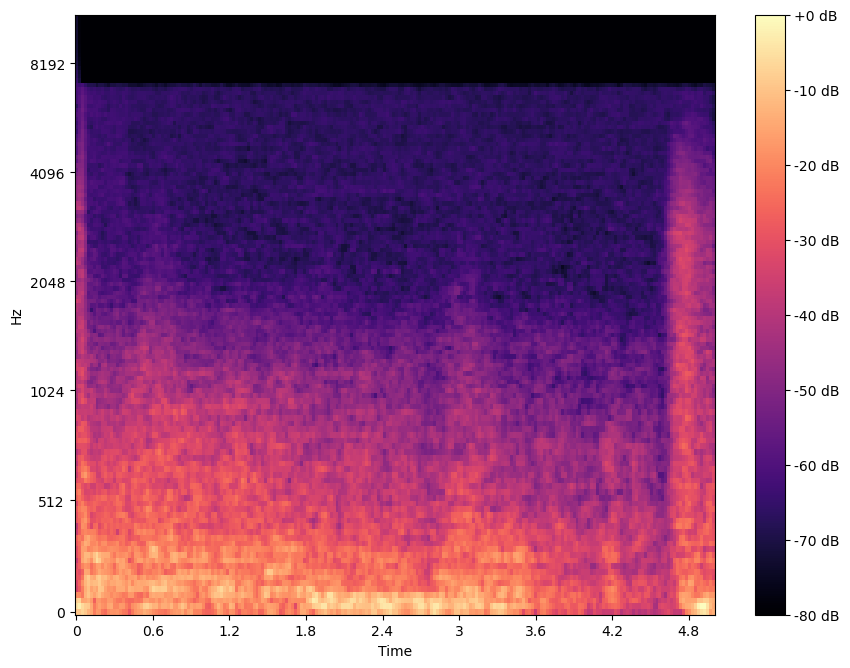 +0 dB
8192
-10 dB
4096
-20 dB
-30 dB
2048
-40 dB
Hz
1024
-50 dB
-60 dB
512
-70 dB
0
-80 dB
0 0.6 1.2 1.8 2.4 3 3.6 4.2 4.8
Time